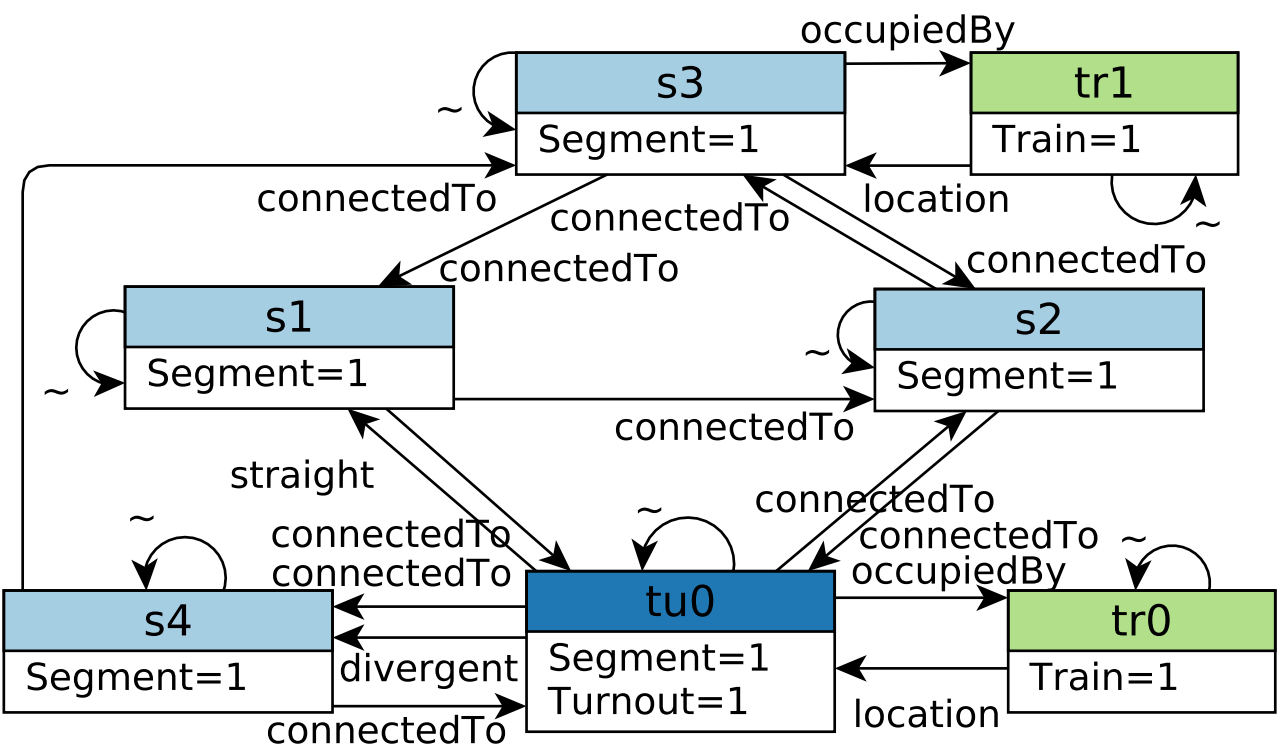 occupiedBy
s3
tr1
~
Segment=1
Train=1
connectedTo
connectedTo
location
~
connectedTo
connectedTo
s1
s2
~
Segment=1
~
Segment=1
connectedTo
straight
connectedTo
~
~
connectedTo
connectedTo
~
connectedTo
occupiedBy
s4
tu0
tr0
Segment=1
divergent
Segment=1
Turnout=1
Train=1
location
connectedTo